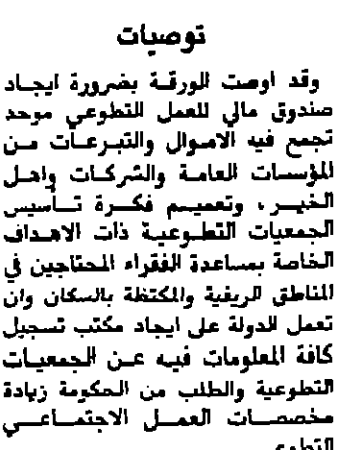 توصيات
وقد اوصت الورقة بضرورة ايجاد
صندوق مالي للعمل التطوعي موحد
تجمع فيه الاموال والتبرعات من
المؤسسات العامة والشركات واهل
الخير ، وتعميم فكرة تأسيس
الجمعيات التطوعية ذات الاهداف
الخاصة بمساعدة الفقراء المحتاجين في
المناطق الريفية والمكتظة بالسكان وان
تعمل الدولة على ايجاد مكتب تسجيل
كافة المعلومات فيه عن الجمعيات
التطوعية والطلب من الحكومة زيادة
مخصصات العمل الاجتماعي